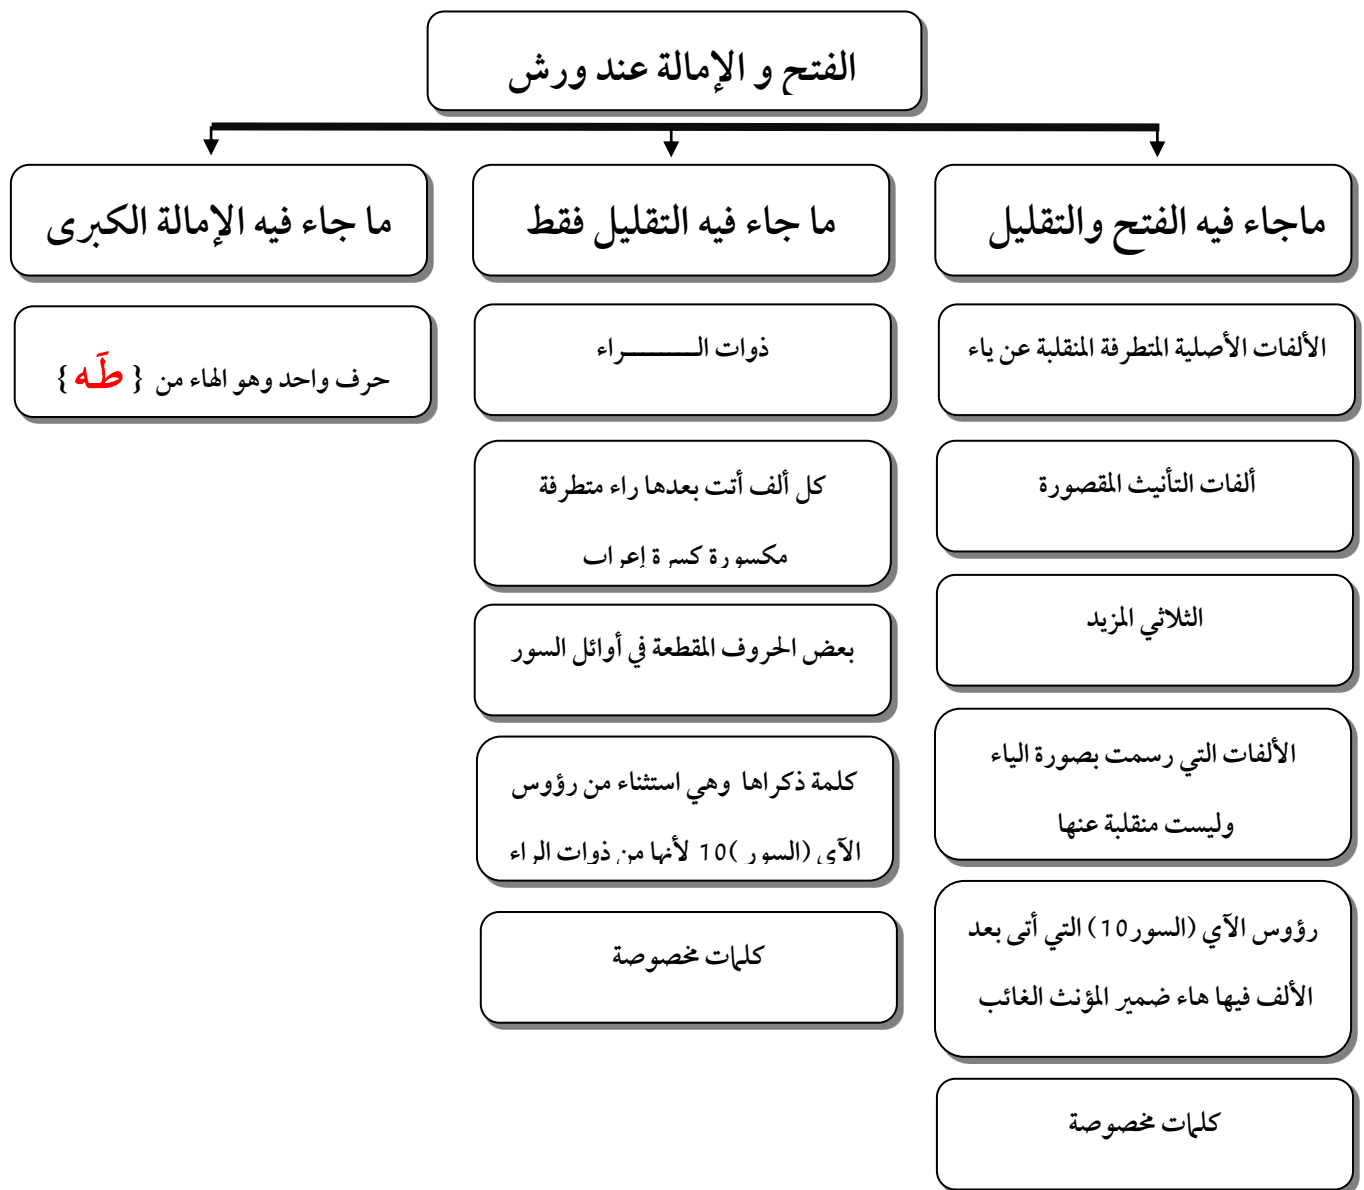 الفتح و الإمالة عند ورش
ماجاء فيه الفتح والتقليل
ما جاء فيه التقليل فقط
ما جاء فيه الإمالة الكبرى
الألفات الأصلية المتطرفة المنقلبة عن ياء
ألفات التأنيث المقصورة
الثلاثي المزيد
الألفات التي رسمت بصورة الياء
وليست منقلبة عنها
رؤوس الآي (السور10) التي أتى بعد
الألف فيها هاء ضمير المؤنث الغائب
كلمات مخصوصة
ذوات الـــــــراء
كل ألف أتت بعدها راء متطرفة
مكسورة كسرة إعراب
بعض الحروف المقطعة في أوائل السور
كلمة ذكراها وهي استثناء من رؤوس
الآي (السور )10 لأنها من ذوات الراء
كلمات مخصوصة
حرف واحد وهو الهاء من { طَه }